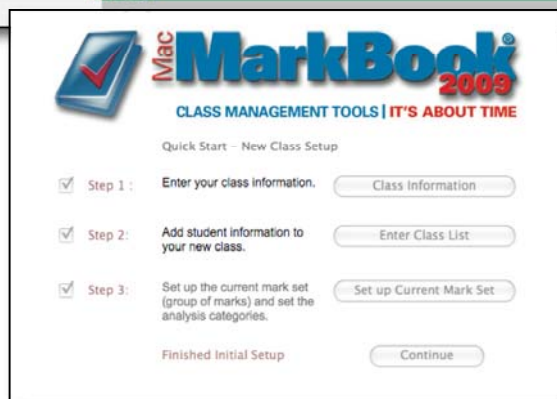 Mac MarkBook®
2009
CLASS MANAGEMENT TOOLS | IT'S ABOUT TIME
Quick Start – New Class Setup
Step 1 : Enter your class information. Class Information
Step 2: Add student information to
your new class. Enter Class List
Step 3: Set up the current mark set
(group of marks) and set the
analysis categories. Set up Current Mark Set
Finished Initial Setup Continue